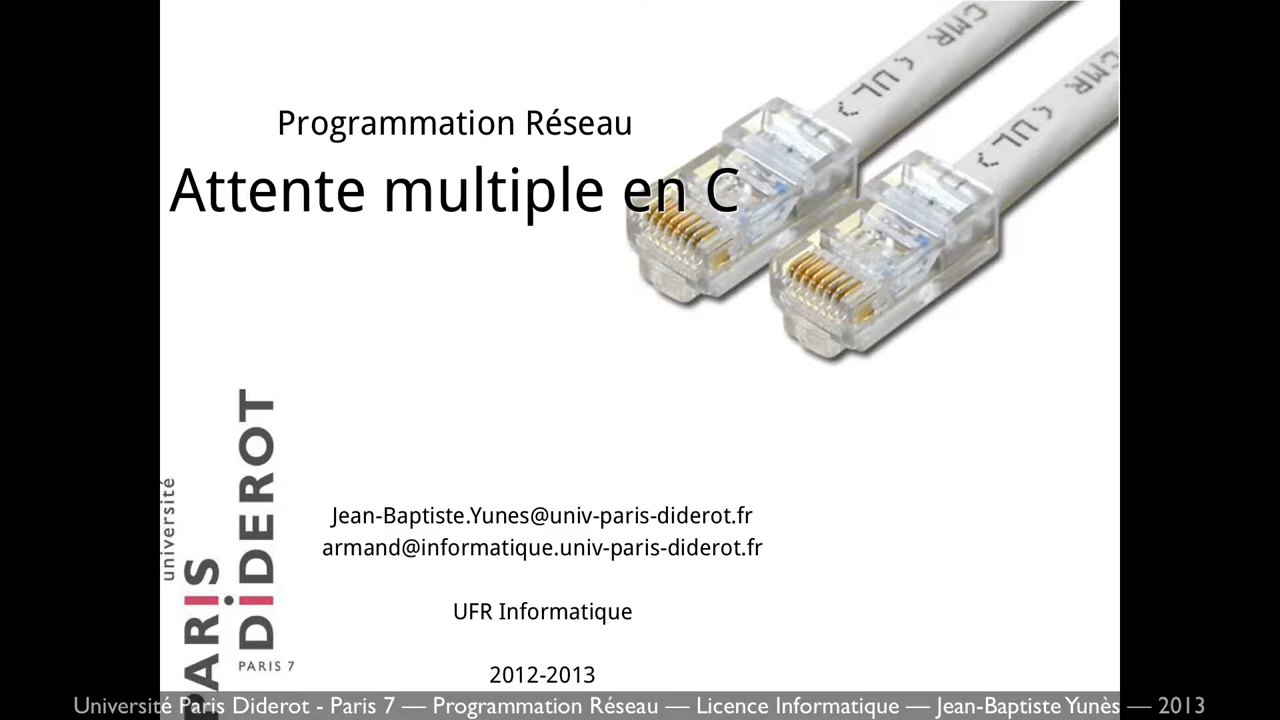 Programmation Réseau
Attente multiple en C
CMR ( UL )
CMR ( UL )
université
PARIS
DiDEROT
PARIS 7
Jean-Baptiste.Yunes@univ-paris-diderot.fr
armand@informatique.univ-paris-diderot.fr
UFR Informatique
2012-2013
Université Paris Diderot - Paris 7 — Programmation Réseau — Licence Informatique — Jean-Baptiste Yunès — 2013